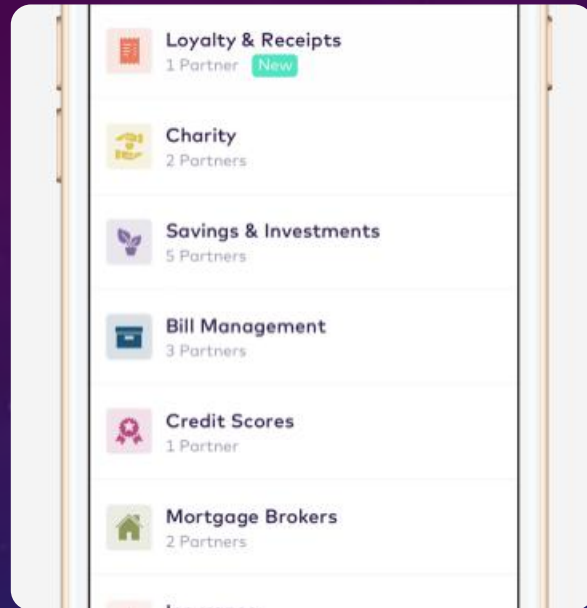 Loyalty & Receipts
1 Partner New
Charity
2 Partners
Savings & Investments
5 Partners
Bill Management
3 Partners
Credit Scores
1 Partner
Mortgage Brokers
2 Partners